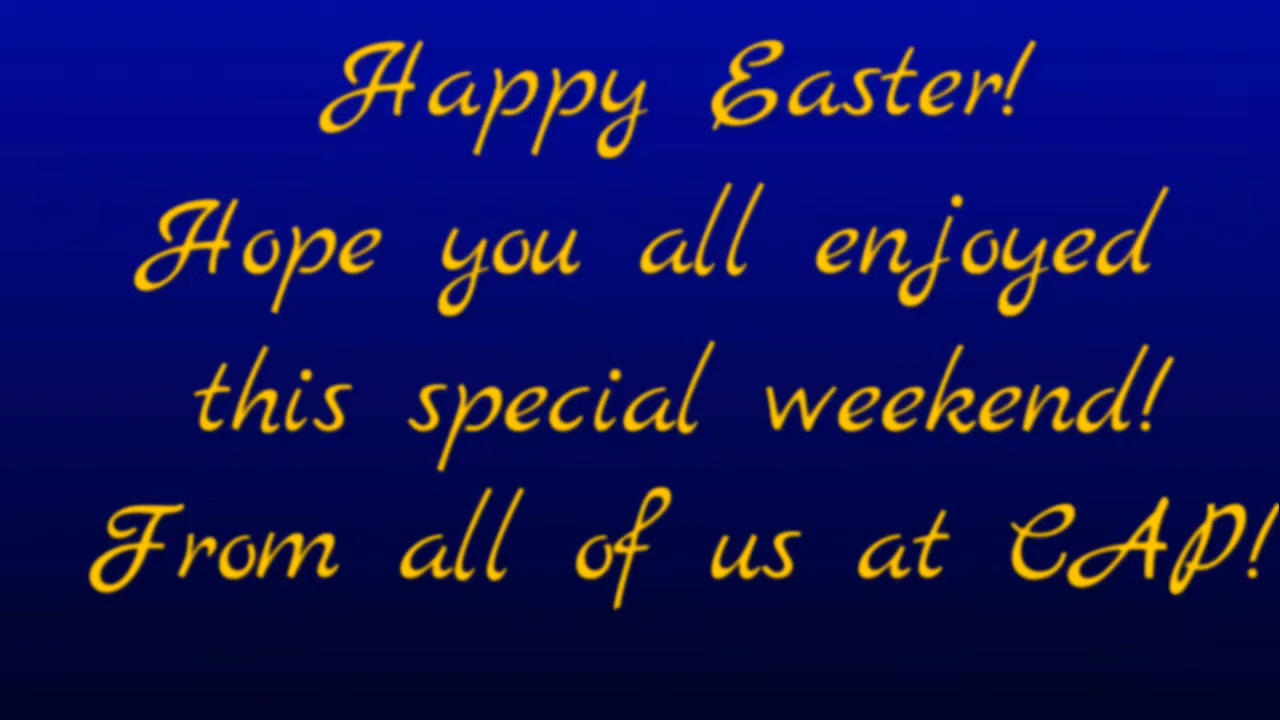 Happy Easter!
Hope you all enjoyed
this special weekend!
From all of us at CAP!